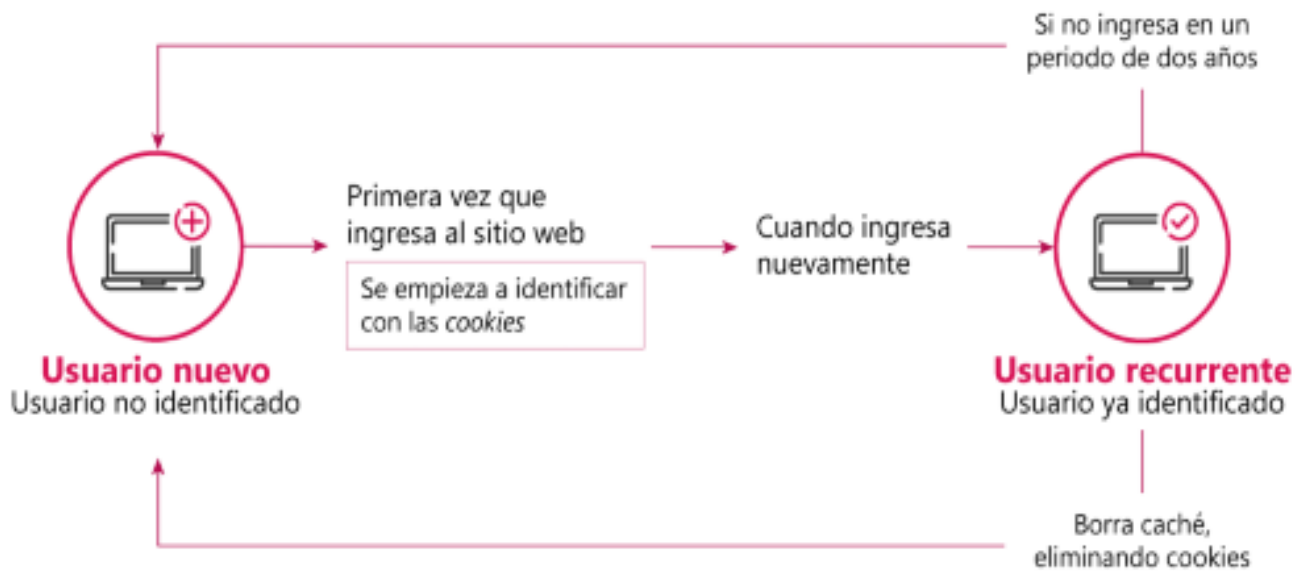 Si no ingresa en un
periodo de dos años
Primera vez que
ingresa al sitio web
Se empieza a identificar
con las cookies
Cuando ingresa
nuevamente
Usuario nuevo
Usuario no identificado
Usuario recurrente
Usuario ya identificado
Borra caché,
eliminando cookies